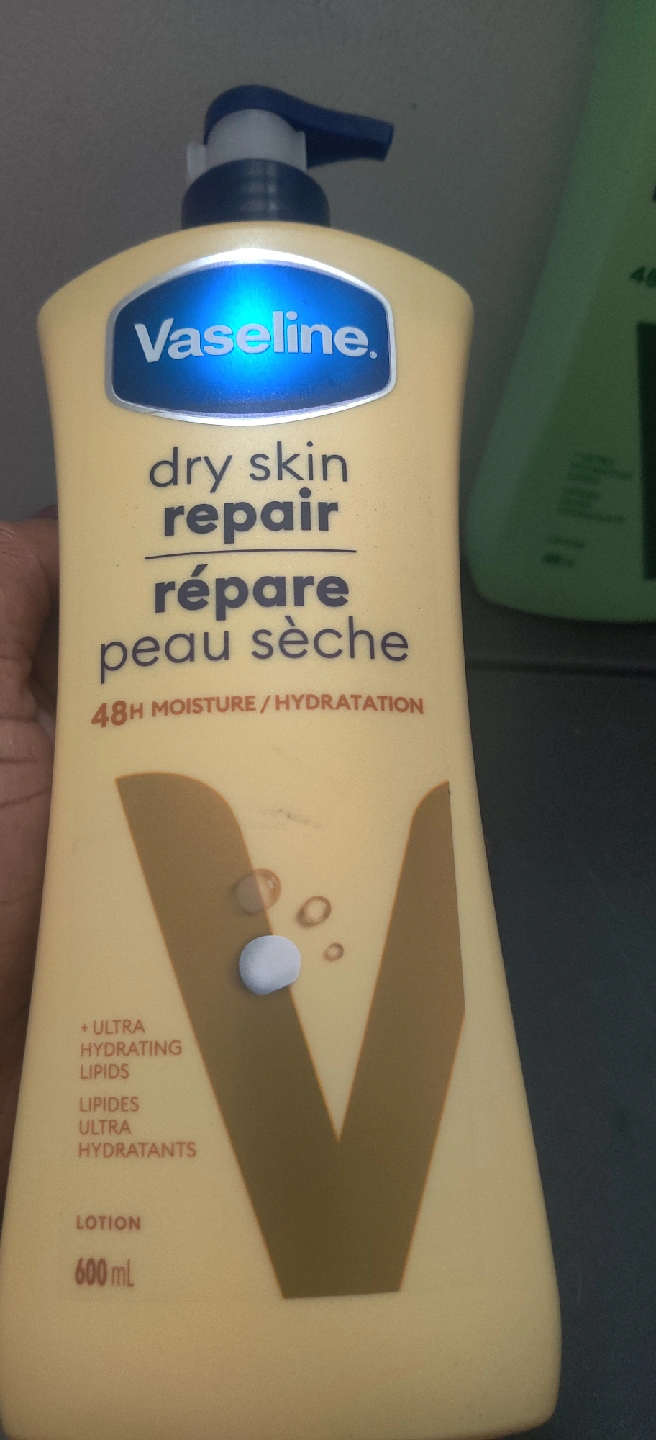 Vaseline.
dry skin
repair
répare
peau sèche
48H MOISTURE / HYDRATATION
+ ULTRA
HYDRATING
LIPIDS
LIPIDES
ULTRA
HYDRATANTS
LOTION
600 mL